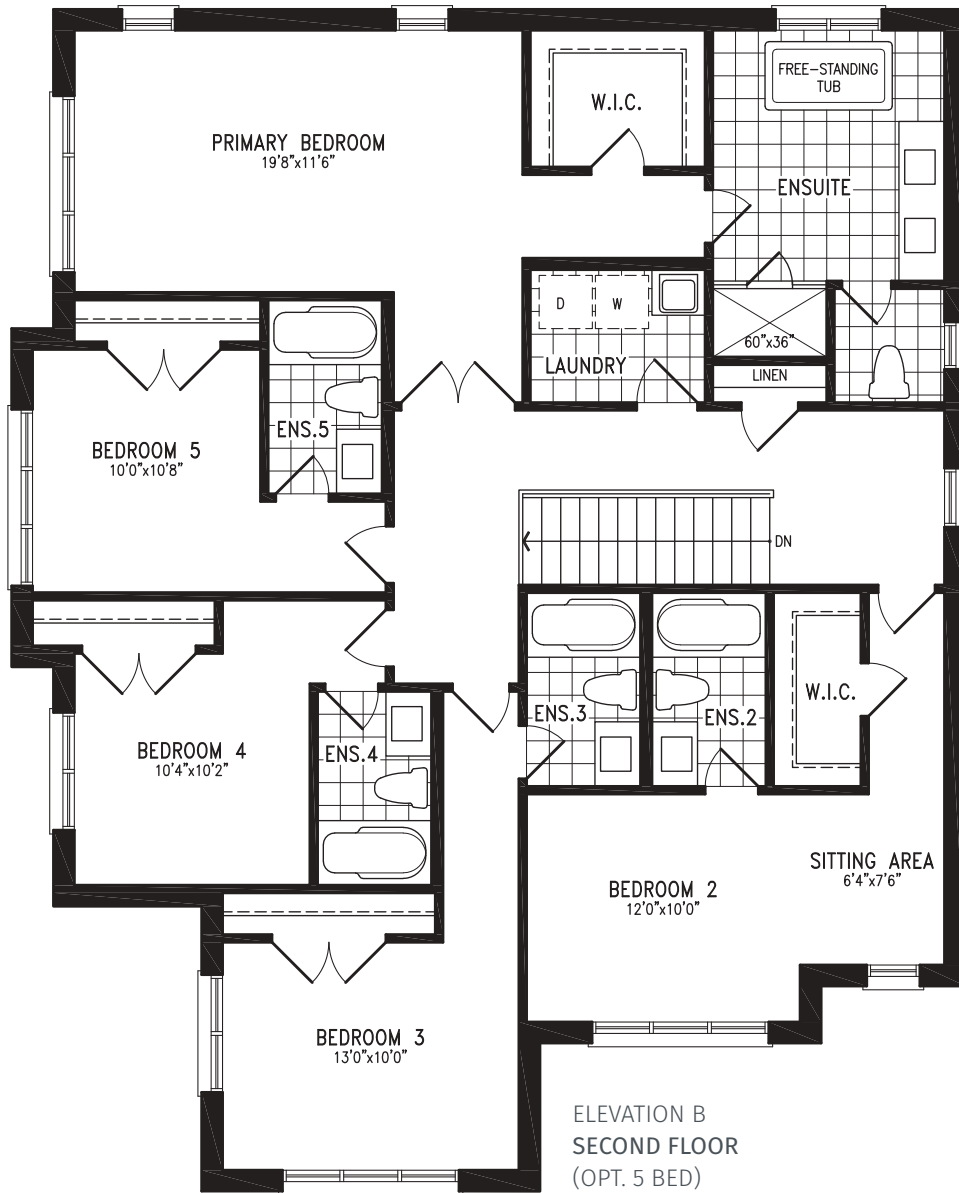 FREE-STANDING
TUB
W.I.C.
PRIMARY BEDROOM
19'8"x11'6"
ENSUITE
D
W
60"x36"
LAUNDRY
LINEN
ENS.5
BEDROOM 5
10'0"x10'8"
DN
W.I.C.
ENS.3
ENS.2
BEDROOM 4
10'4"x10'2"
ENS.4
SITTING AREA
6'4"x7'6"
BEDROOM 2
12'0"x10'0"
BEDROOM 3
13'0"x10'0"
ELEVATION B
SECOND FLOOR
(OPT. 5 BED)